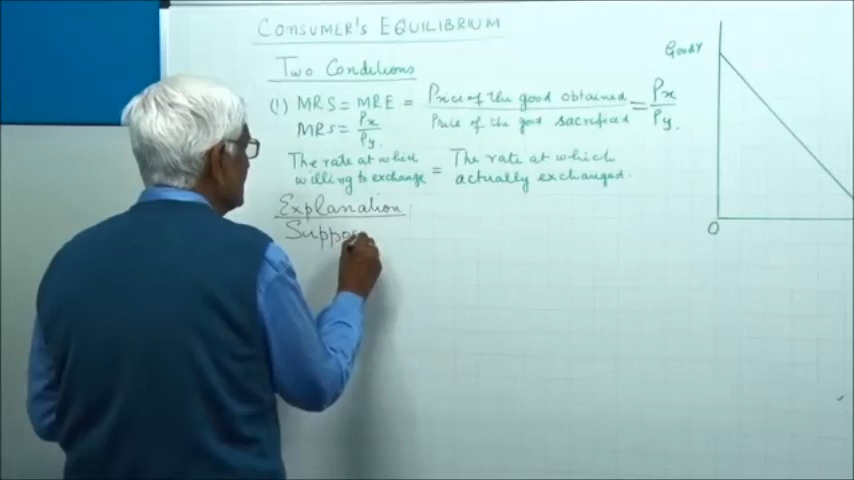 CONSUMER'S EQUILIBRIUM
Two Conditions
(1) MRS = MRE = Price of the good obtained / Price of the good sacrificed = Px / Py.
MRS = Px / Py.
The rate at which willing to exchange = The rate at which actually exchanged.
Explanation:
Suppos
Good Y
O